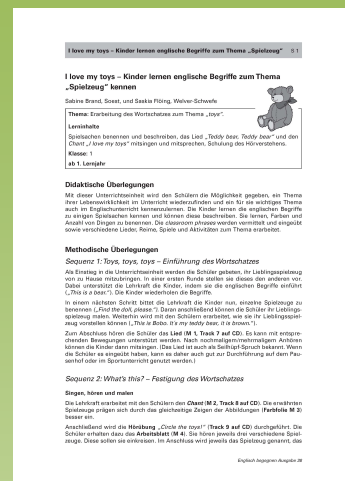 I love my toys – Kinder lernen englische Begriffe zum Thema „Spielzeug“ S 1
I love my toys – Kinder lernen englische Begriffe zum Thema
„Spielzeug“ kennen
Sabine Brand, Soest, und Saskia Flöing, Welver-Schwefe
Thema: Erarbeitung des Wortschatzes zum Thema „toys“.
Lerninhalte
Spielsachen benennen und beschreiben, das Lied „Teddy bear, Teddy bear“ und den
Chant „I love my toys“ mitsingen und mitsprechen, Schulung des Hörverstehens.
Klasse: 1
ab 1. Lernjahr
Didaktische Überlegungen
Mit dieser Unterrichtseinheit wird den Schülern die Möglichkeit gegeben, ein Thema
ihrer Lebenswirklichkeit im Unterricht wiederzufinden und ein für sie wichtiges Thema
auch im Englischunterricht kennenzulernen. Die Kinder lernen die englischen Begriffe
zu einigen Spielsachen kennen und können diese beschreiben. Sie lernen, Farben und
Anzahl von Dingen zu benennen. Die classroom phrases werden vermittelt und eingeübt
sowie verschiedene Lieder, Reime, Spiele und Aktivitäten zum Thema erarbeitet.
Methodische Überlegungen
Sequenz 1: Toys, toys, toys – Einführung des Wortschatzes
Als Einstieg in die Unterrichtseinheit werden die Schüler gebeten, ihr Lieblingsspielzeug
von zu Hause mitzubringen. In einer ersten Runde stellen sie dieses den anderen vor.
Dabei unterstützt die Lehrkraft die Kinder, indem sie die englischen Begriffe einführt
(„This is a bear.“). Die Kinder wiederholen die Begriffe.
In einem nächsten Schritt bittet die Lehrkraft die Kinder nun, einzelne Spielzeuge zu
benennen („Find the doll, please.“). Daran anschließend können die Schüler ihr Lieblings-
spielzeug malen. Weiterhin wird mit den Schülern erarbeitet, wie sie ihr Lieblingsspiel-
zeug vorstellen können („This is Bobo. It's my teddy bear, it is brown.“).
Zum Abschluss hören die Schüler das Lied (M 1, Track 7 auf CD). Es kann mit entspre-
chenden Bewegungen unterstützt werden. Nach nochmaligem/mehrmaligem Anhören
können die Kinder dann mitsingen. (Das Lied ist auch als Seilhüpf-Spruch bekannt. Wenn
die Schüler es eingeübt haben, kann es daher auch gut zur Durchführung auf dem Pau-
senhof oder im Sportunterricht genutzt werden.)
Sequenz 2: What's this? – Festigung des Wortschatzes
Singen, hören und malen
Die Lehrkraft erarbeitet mit den Schülern den Chant (M 2, Track 8 auf CD). Die erwähnten
Spielzeuge prägen sich durch das gleichzeitige Zeigen der Abbildungen (Farbfolie M 3)
besser ein.
Anschließend wird die Hörübung „Circle the toys!“ (Track 9 auf CD) durchgeführt. Die
Schüler erhalten dazu das Arbeitsblatt (M 4). Sie hören jeweils drei verschiedene Spiel-
zeuge. Diese sollen sie einkreisen. Im Anschluss wird jeweils das Spielzeug genannt, das
Englisch begegnen Ausgabe 38